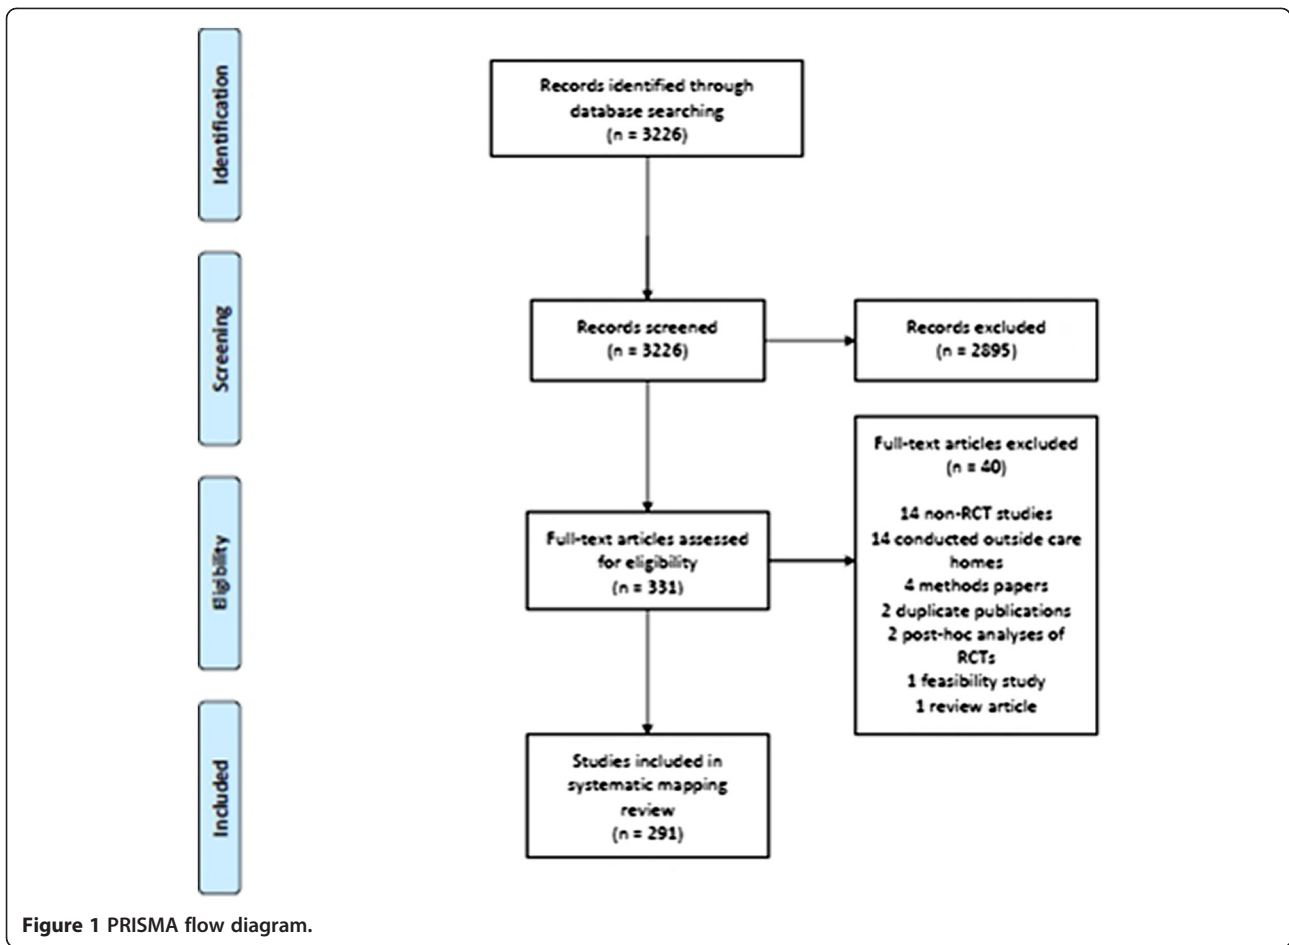 Identification
Records identified through
database searching
(n = 3226)
Screening
Records screened
(n = 3226)
Records excluded
(n = 2895)
Eligibility
Full-text articles assessed
for eligibility
(n = 331)
Full-text articles excluded
(n = 40)
14 non-RCT studies
14 conducted outside care
homes
4 methods papers
2 duplicate publications
2 post-hoc analyses of
RCTs
1 feasibility study
1 review article
Included
Studies included in
systematic mapping
review
(n = 291)
Figure 1 PRISMA flow diagram.